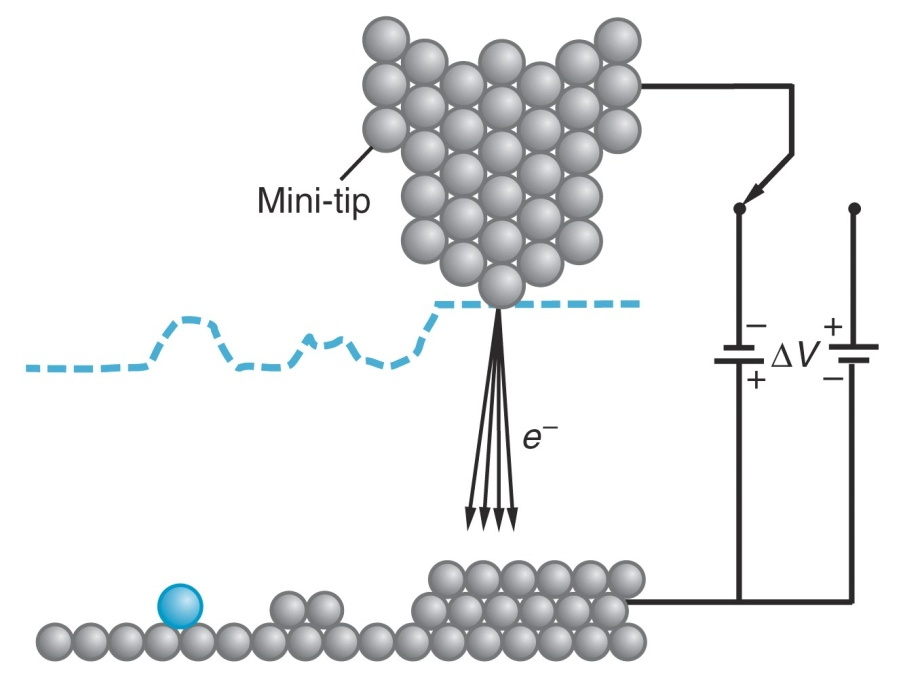 Mini-tip
− +
ΔV
+ −
e⁻